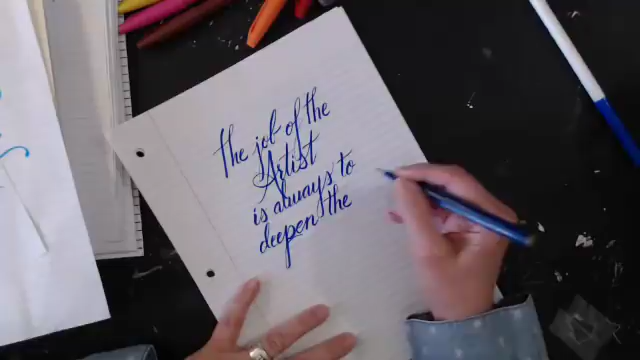 the job of the
Artist
is always to
deepen the